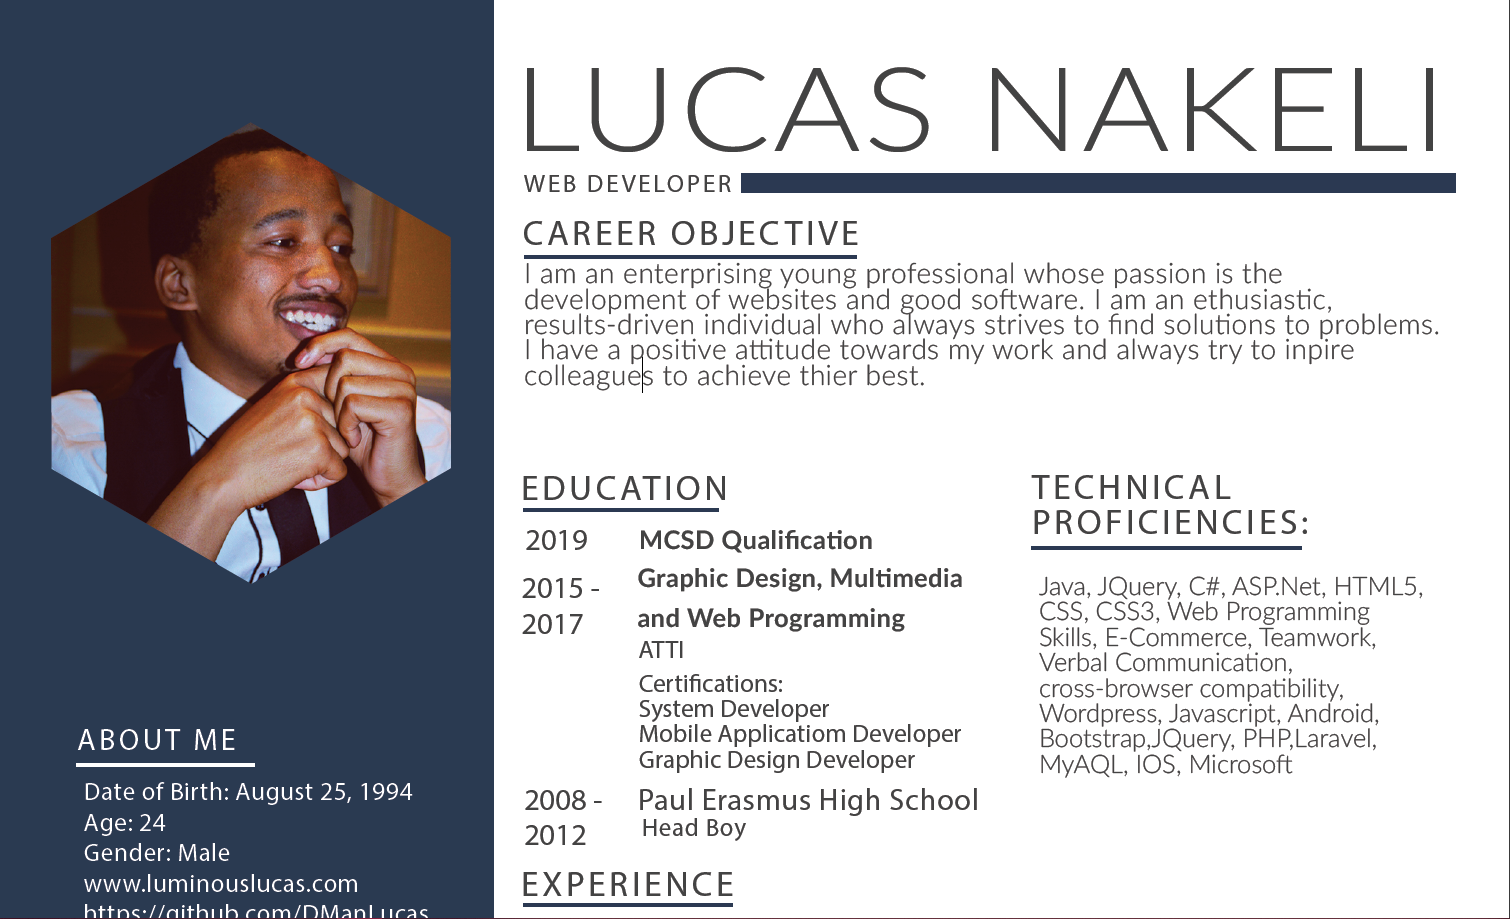 LUCAS NAKELI
WEB DEVELOPER
CAREER OBJECTIVE
I am an enterprising young professional whose passion is the
development of websites and good software. I am an ethusiastic,
results-driven individual who always strives to find solutions to problems.
I have a positive attitude towards my work and always try to inpire
colleagues to achieve thier best.
EDUCATION
2019 MCSD Qualification
2015 - Graphic Design, Multimedia
2017 and Web Programming
ATTI
Certifications:
System Developer
Mobile Applicatiom Developer
Graphic Design Developer
2008 - Paul Erasmus High School
2012 Head Boy
EXPERIENCE
TECHNICAL
PROFICIENCIES:
Java, JQuery, C#, ASP.Net, HTML5,
CSS, CSS3, Web Programming
Skills, E-Commerce, Teamwork,
Verbal Communication,
cross-browser compatibility,
Wordpress, Javascript, Android,
Bootstrap,JQuery, PHP,Laravel,
MyAQL, IOS, Microsoft
ABOUT ME
Date of Birth: August 25, 1994
Age: 24
Gender: Male
www.luminouslucas.com
https://github.com/DManLucas